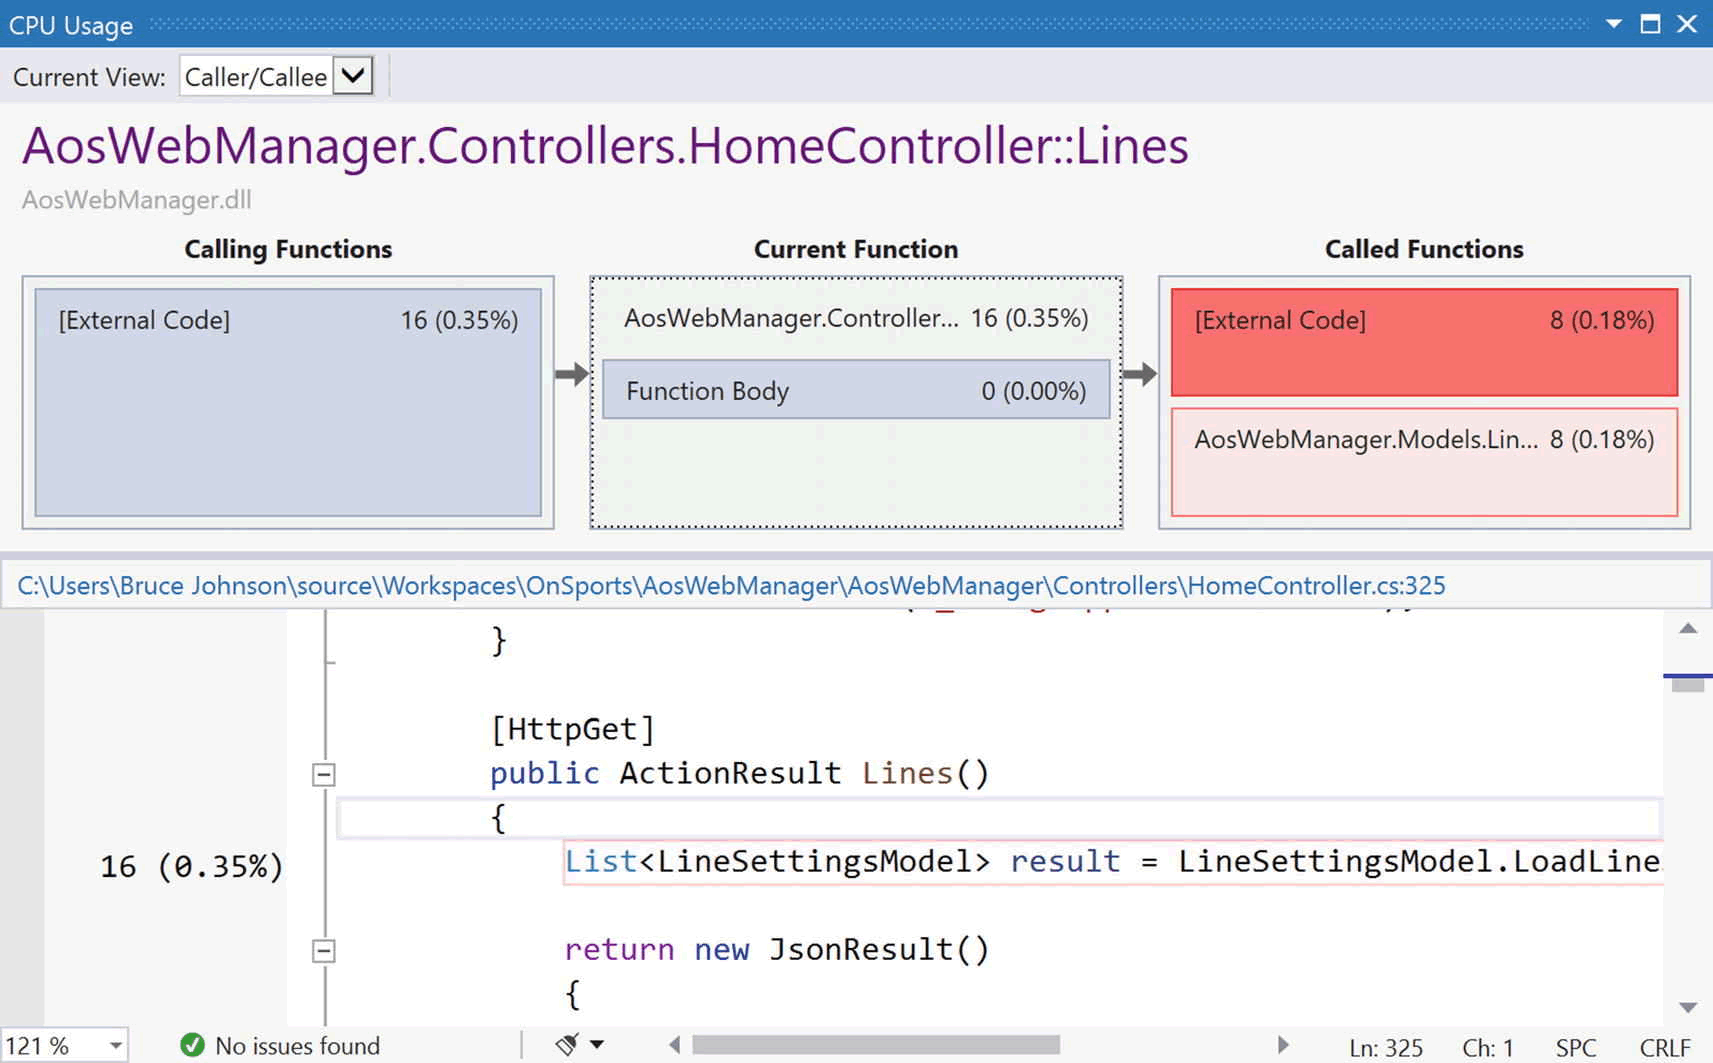 CPU Usage
Current View: Caller/Callee
AosWebManager.Controllers.HomeController::Lines
AosWebManager.dll
Calling Functions
[External Code] 16 (0.35%)
Current Function
AosWebManager.Controller... 16 (0.35%)
Function Body 0 (0.00%)
Called Functions
[External Code] 8 (0.18%)
AosWebManager.Models.Lin... 8 (0.18%)
C:\Users\Bruce Johnson\source\Workspaces\OnSports\AosWebManager\AosWebManager\Controllers\HomeController.cs:325
}
[HttpGet]
public ActionResult Lines()
{
16 (0.35%) List<LineSettingsModel> result = LineSettingsModel.LoadLine
return new JsonResult()
{
121 % No issues found Ln: 325 Ch: 1 SPC CRLF